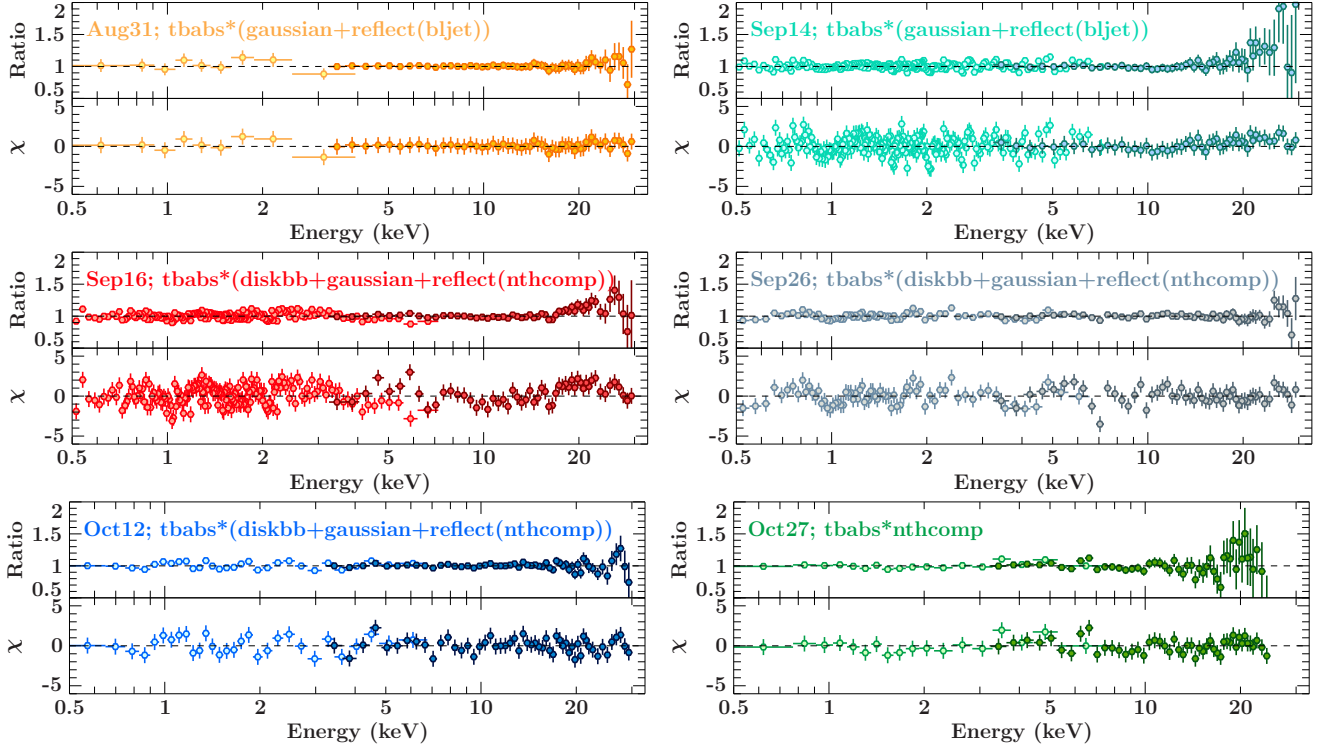 Aug31; tbabs*(gaussian+reflect(bljet))
Ratio
2
1.5
1
0.5
χ
5
0
-5
0.5 1 2 5 10 20
Energy (keV)
Sep14; tbabs*(gaussian+reflect(bljet))
Ratio
2
1.5
1
0.5
χ
5
0
-5
0.5 1 2 5 10 20
Energy (keV)
Sep16; tbabs*(diskbb+gaussian+reflect(nthcomp))
Ratio
2
1.5
1
0.5
χ
5
0
-5
0.5 1 2 5 10 20
Energy (keV)
Sep26; tbabs*(diskbb+gaussian+reflect(nthcomp))
Ratio
2
1.5
1
0.5
χ
5
0
-5
0.5 1 2 5 10 20
Energy (keV)
Oct12; tbabs*(diskbb+gaussian+reflect(nthcomp))
Ratio
2
1.5
1
0.5
χ
5
0
-5
0.5 1 2 5 10 20
Energy (keV)
Oct27; tbabs*nthcomp
Ratio
2
1.5
1
0.5
χ
5
0
-5
0.5 1 2 5 10 20
Energy (keV)